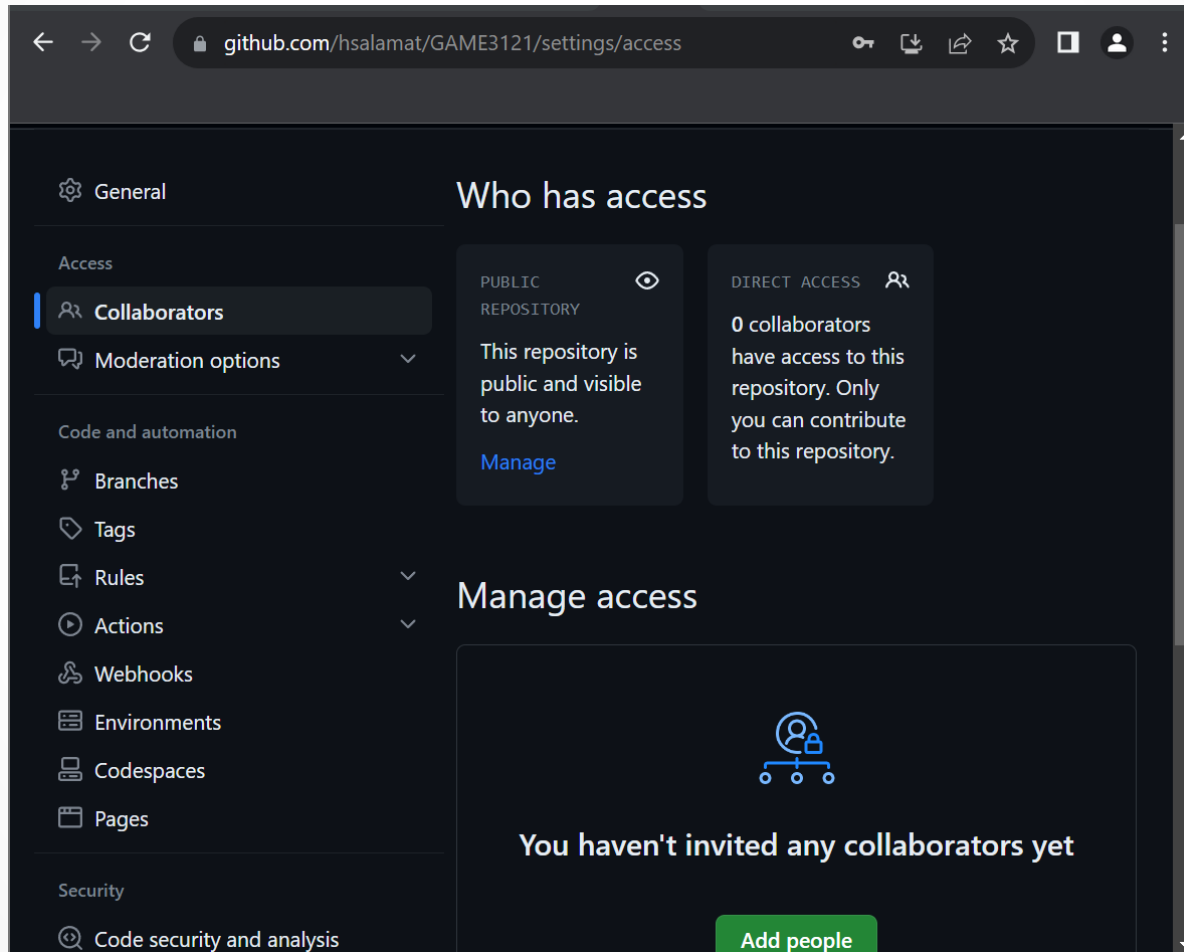 github.com/hsalamat/GAME3121/settings/access
General
Access
Collaborators
Moderation options
Code and automation
Branches
Tags
Rules
Actions
Webhooks
Environments
Codespaces
Pages
Security
Code security and analysis
Who has access
PUBLIC
REPOSITORY
This repository is
public and visible
to anyone.
Manage
DIRECT ACCESS
0 collaborators
have access to this
repository. Only
you can contribute
to this repository.
Manage access
You haven't invited any collaborators yet
Add people